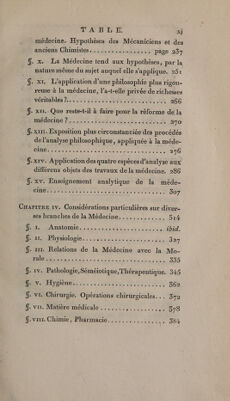 TABLE. xj
médecine. Hypothèses des Mécaniciens et des
anciens Chimistes................ page 237
§. x. La Médecine tend aux hypothèses, par la
nature même du sujet auquel elle s'applique. 251
§. xi. L'application d'une philosophie plus rigou-
reuse à la médecine, l'a-t-elle privée de richesses
véritables ?.......................... 266
§. xii. Que reste-t-il à faire pour la réforme de la
médecine ?.......................... 270
§. xiii. Exposition plus circonstanciée des procédés
de l'analyse philosophique, appliquée à la méde-
cine................................ 276
§. xiv. Application des quatre espèces d'analyse aux
différens objets des travaux de la médecine. 286
§. xv. Enseignement analytique de la méde-
cine................................ 307
CHAPITRE IV. Considérations particulières sur diver-
ses branches de la Médecine............ 314
§. i. Anatomie...................... ibid.
§. ii. Physiologie..................... 327
§. iii. Relations de la Médecine avec la Mo-
rale................................ 335
§. iv. Pathologie, Séméiotique, Thérapeutique. 345
§. v. Hygiène........................ 362
§. vi. Chirurgie. Opérations chirurgicales... 372
§. vii. Matière médicale................ 378
§. viii. Chimie, Pharmacie.............. 384